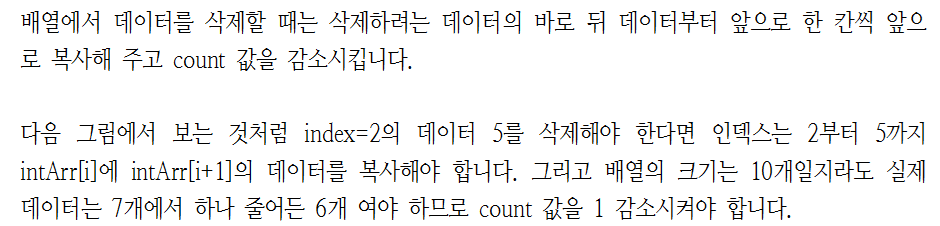 배열에서 데이터를 삭제할 때는 삭제하려는 데이터의 바로 뒤 데이터부터 앞으로 한 칸씩 앞으
로 복사해 주고 count 값을 감소시킵니다.
다음 그림에서 보는 것처럼 index=2의 데이터 5를 삭제해야 한다면 인덱스는 2부터 5까지
intArr[i]에 intArr[i+1]의 데이터를 복사해야 합니다. 그리고 배열의 크기는 10개일지라도 실제
데이터는 7개에서 하나 줄어든 6개 여야 하므로 count 값을 1 감소시켜야 합니다.